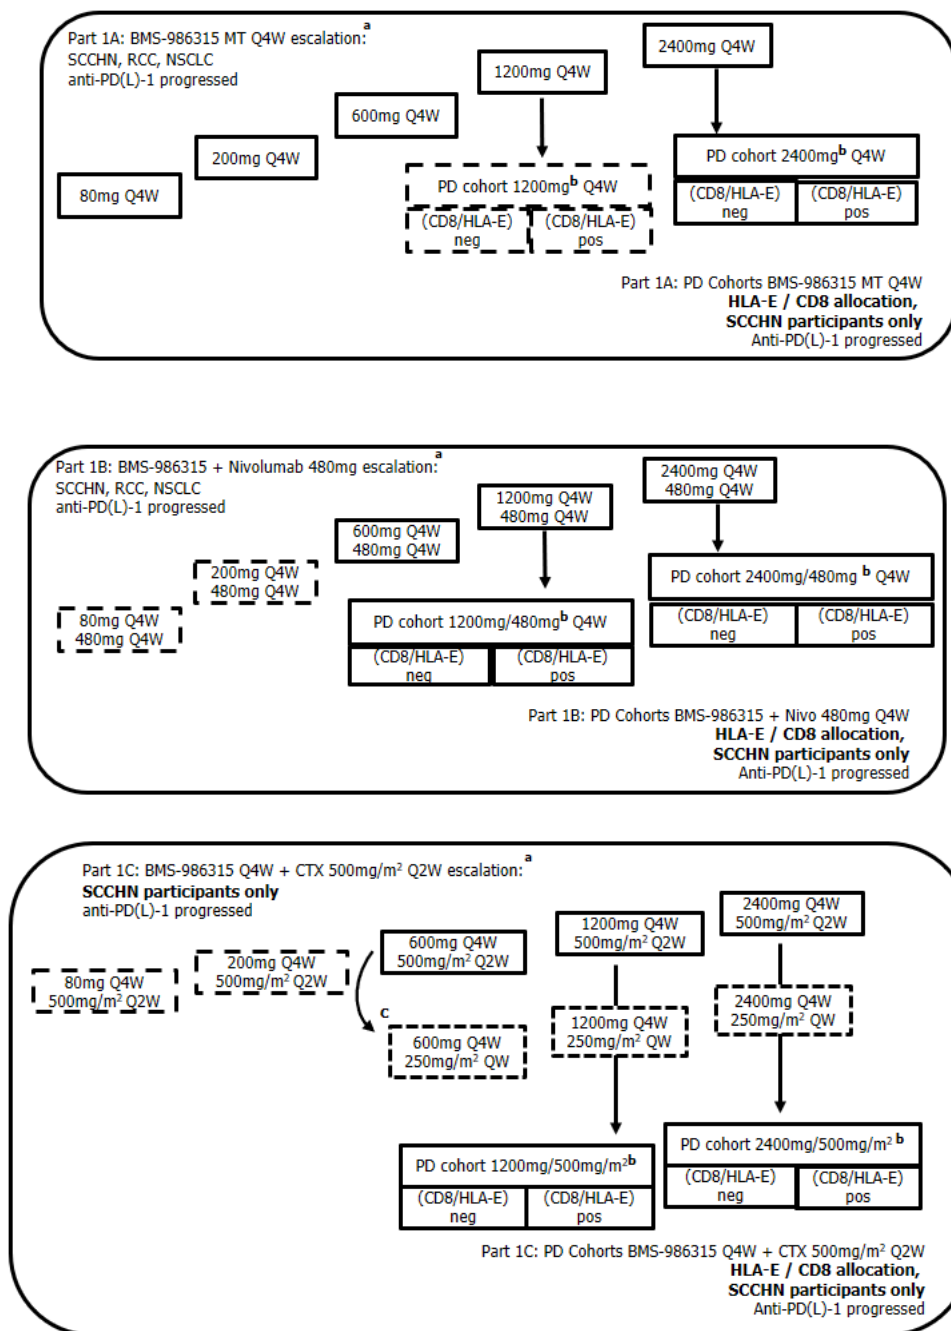 Part 1A: BMS-986315 MT Q4W escalation:a
SCCHN, RCC, NSCLC
anti-PD(L)-1 progressed
2400mg Q4W
1200mg Q4W
600mg Q4W
200mg Q4W
80mg Q4W
PD cohort 1200mgb Q4W
(CD8/HLA-E)
neg
(CD8/HLA-E)
pos
PD cohort 2400mgb Q4W
(CD8/HLA-E)
neg
(CD8/HLA-E)
pos
Part 1A: PD Cohorts BMS-986315 MT Q4W
HLA-E / CD8 allocation,
SCCHN participants only
Anti-PD(L)-1 progressed
Part 1B: BMS-986315 + Nivolumab 480mg escalation:a
SCCHN, RCC, NSCLC
anti-PD(L)-1 progressed
2400mg Q4W
480mg Q4W
1200mg Q4W
480mg Q4W
600mg Q4W
480mg Q4W
200mg Q4W
480mg Q4W
80mg Q4W
480mg Q4W
PD cohort 1200mg/480mgb Q4W
(CD8/HLA-E)
neg
(CD8/HLA-E)
pos
PD cohort 2400mg/480mg b Q4W
(CD8/HLA-E)
neg
(CD8/HLA-E)
pos
Part 1B: PD Cohorts BMS-986315 + Nivo 480mg Q4W
HLA-E / CD8 allocation,
SCCHN participants only
Anti-PD(L)-1 progressed
Part 1C: BMS-986315 Q4W + CTX 500mg/m² Q2W escalation:a
SCCHN participants only
anti-PD(L)-1 progressed
2400mg Q4W
500mg/m² Q2W
1200mg Q4W
500mg/m² Q2W
600mg Q4W
500mg/m² Q2W
200mg Q4W
500mg/m² Q2W
80mg Q4W
500mg/m² Q2W
c
600mg Q4W
250mg/m² QW
1200mg Q4W
250mg/m² QW
2400mg Q4W
250mg/m² QW
PD cohort 1200mg/500mg/m²b
(CD8/HLA-E)
neg
(CD8/HLA-E)
pos
PD cohort 2400mg/500mg/m² b
(CD8/HLA-E)
neg
(CD8/HLA-E)
pos
Part 1C: PD Cohorts BMS-986315 Q4W + CTX 500mg/m² Q2W
HLA-E / CD8 allocation,
SCCHN participants only
Anti-PD(L)-1 progressed